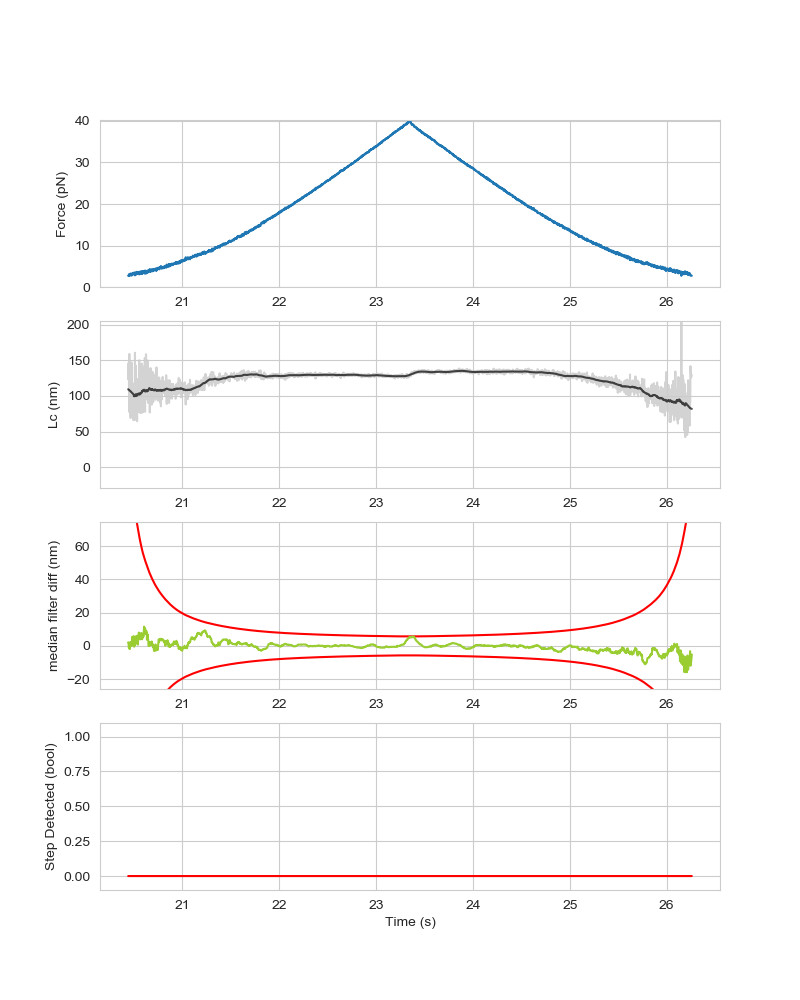 40
30
20
10
0
Force (pN)
21 22 23 24 25 26
200
150
100
50
0
Lc (nm)
21 22 23 24 25 26
60
40
20
0
−20
median filter diff (nm)
21 22 23 24 25 26
1.00
0.75
0.50
0.25
0.00
Step Detected (bool)
21 22 23 24 25 26
Time (s)